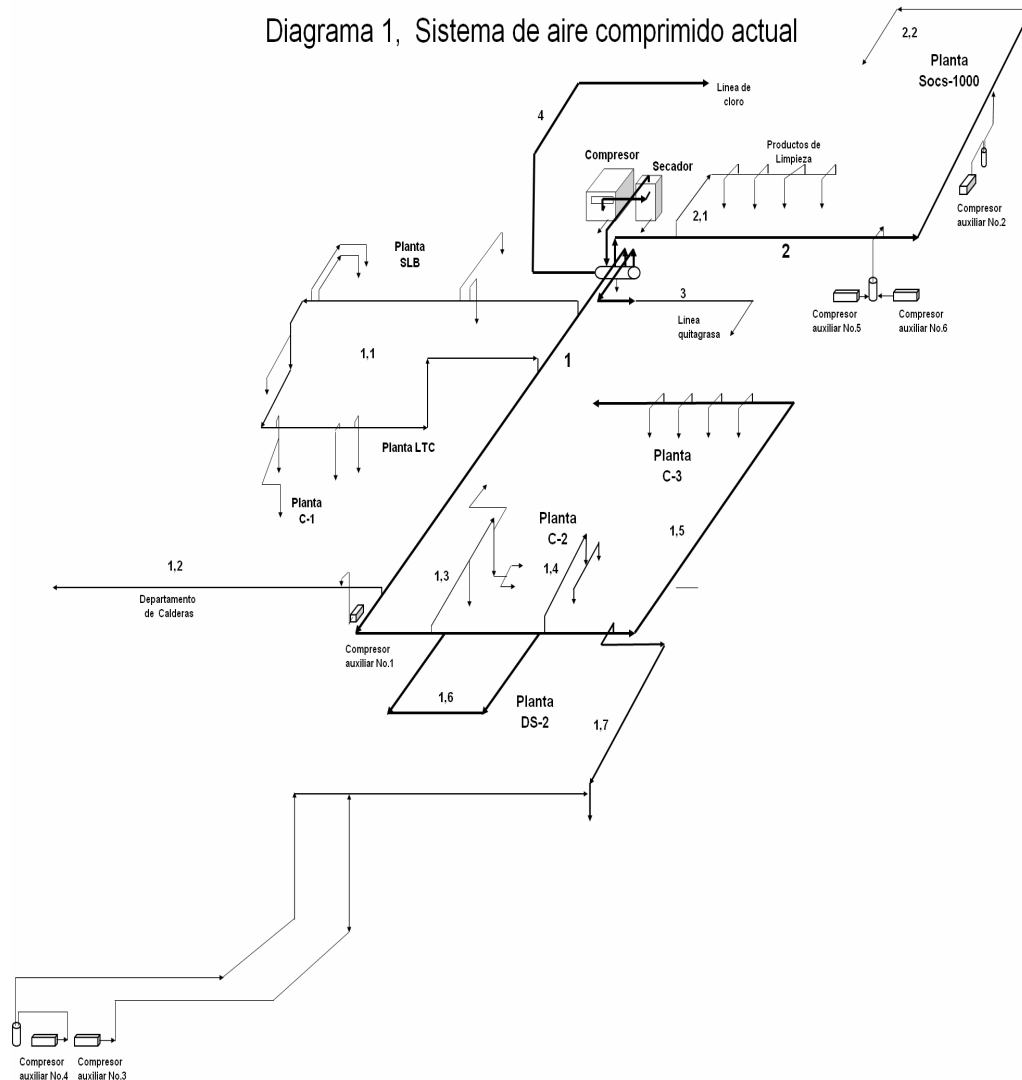 Diagrama 1, Sistema de aire comprimido actual
2,2
Planta
Socs-1000
Línea de
cloro
4
Productos de
Limpieza
Compresor
Secador
Compresor
auxiliar No.2
2,1
2
Planta
SLB
3
Línea
quitagrasa
Compresor
auxiliar No.5
Compresor
auxiliar No.6
1,1
1
Planta LTC
Planta
C-3
Planta
C-1
Planta
C-2
1,5
1,2
1,3
1,4
Departamento
de Calderas
Compresor
auxiliar No.1
1,6
Planta
DS-2
1,7
Compresor
auxiliar No.4
Compresor
auxiliar No.3